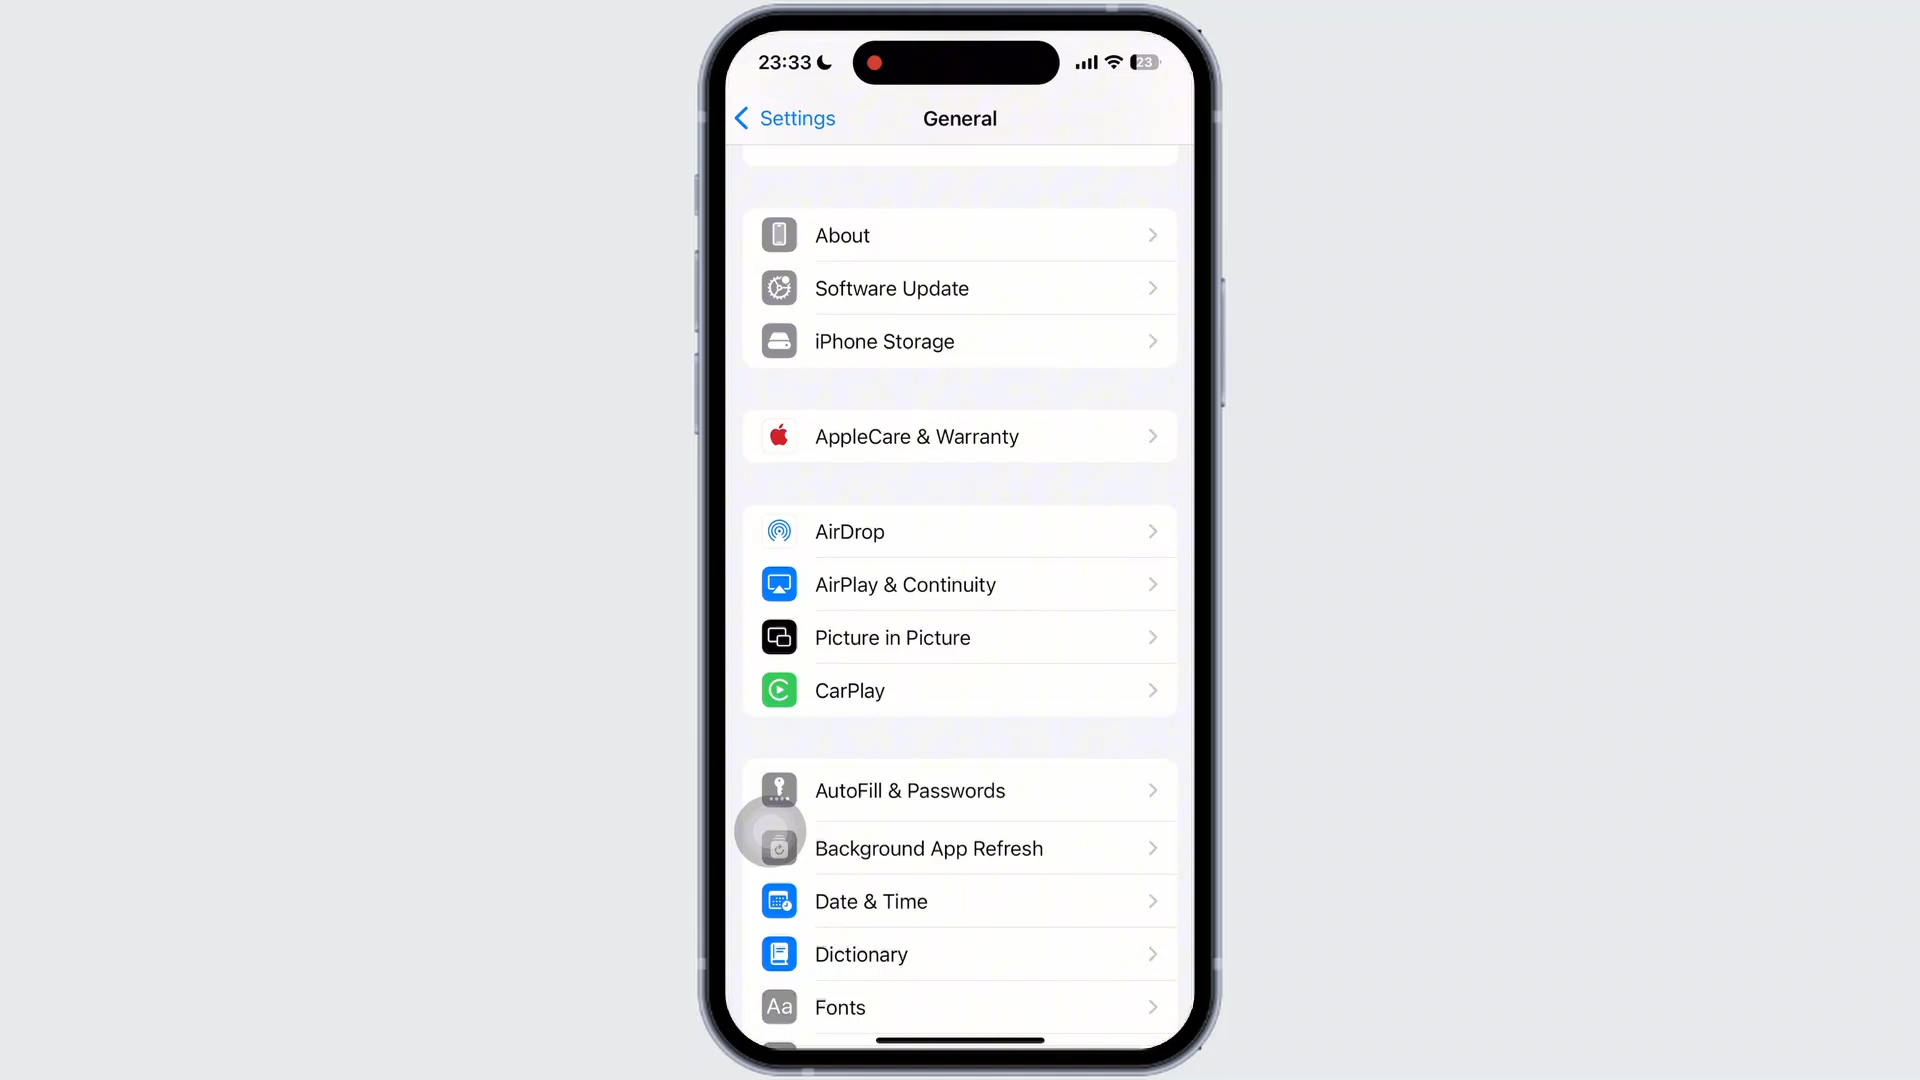 23:33
23
Settings
General
About
Software Update
iPhone Storage
AppleCare & Warranty
AirDrop
AirPlay & Continuity
Picture in Picture
CarPlay
AutoFill & Passwords
Background App Refresh
Date & Time
Dictionary
Aa Fonts